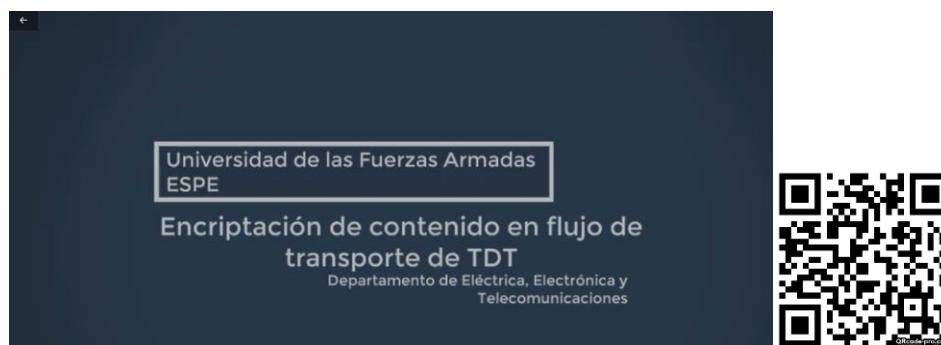 Universidad de las Fuerzas Armadas
ESPE
Encriptación de contenido en flujo de
transporte de TDT
Departamento de Eléctrica, Electrónica y
Telecomunicaciones